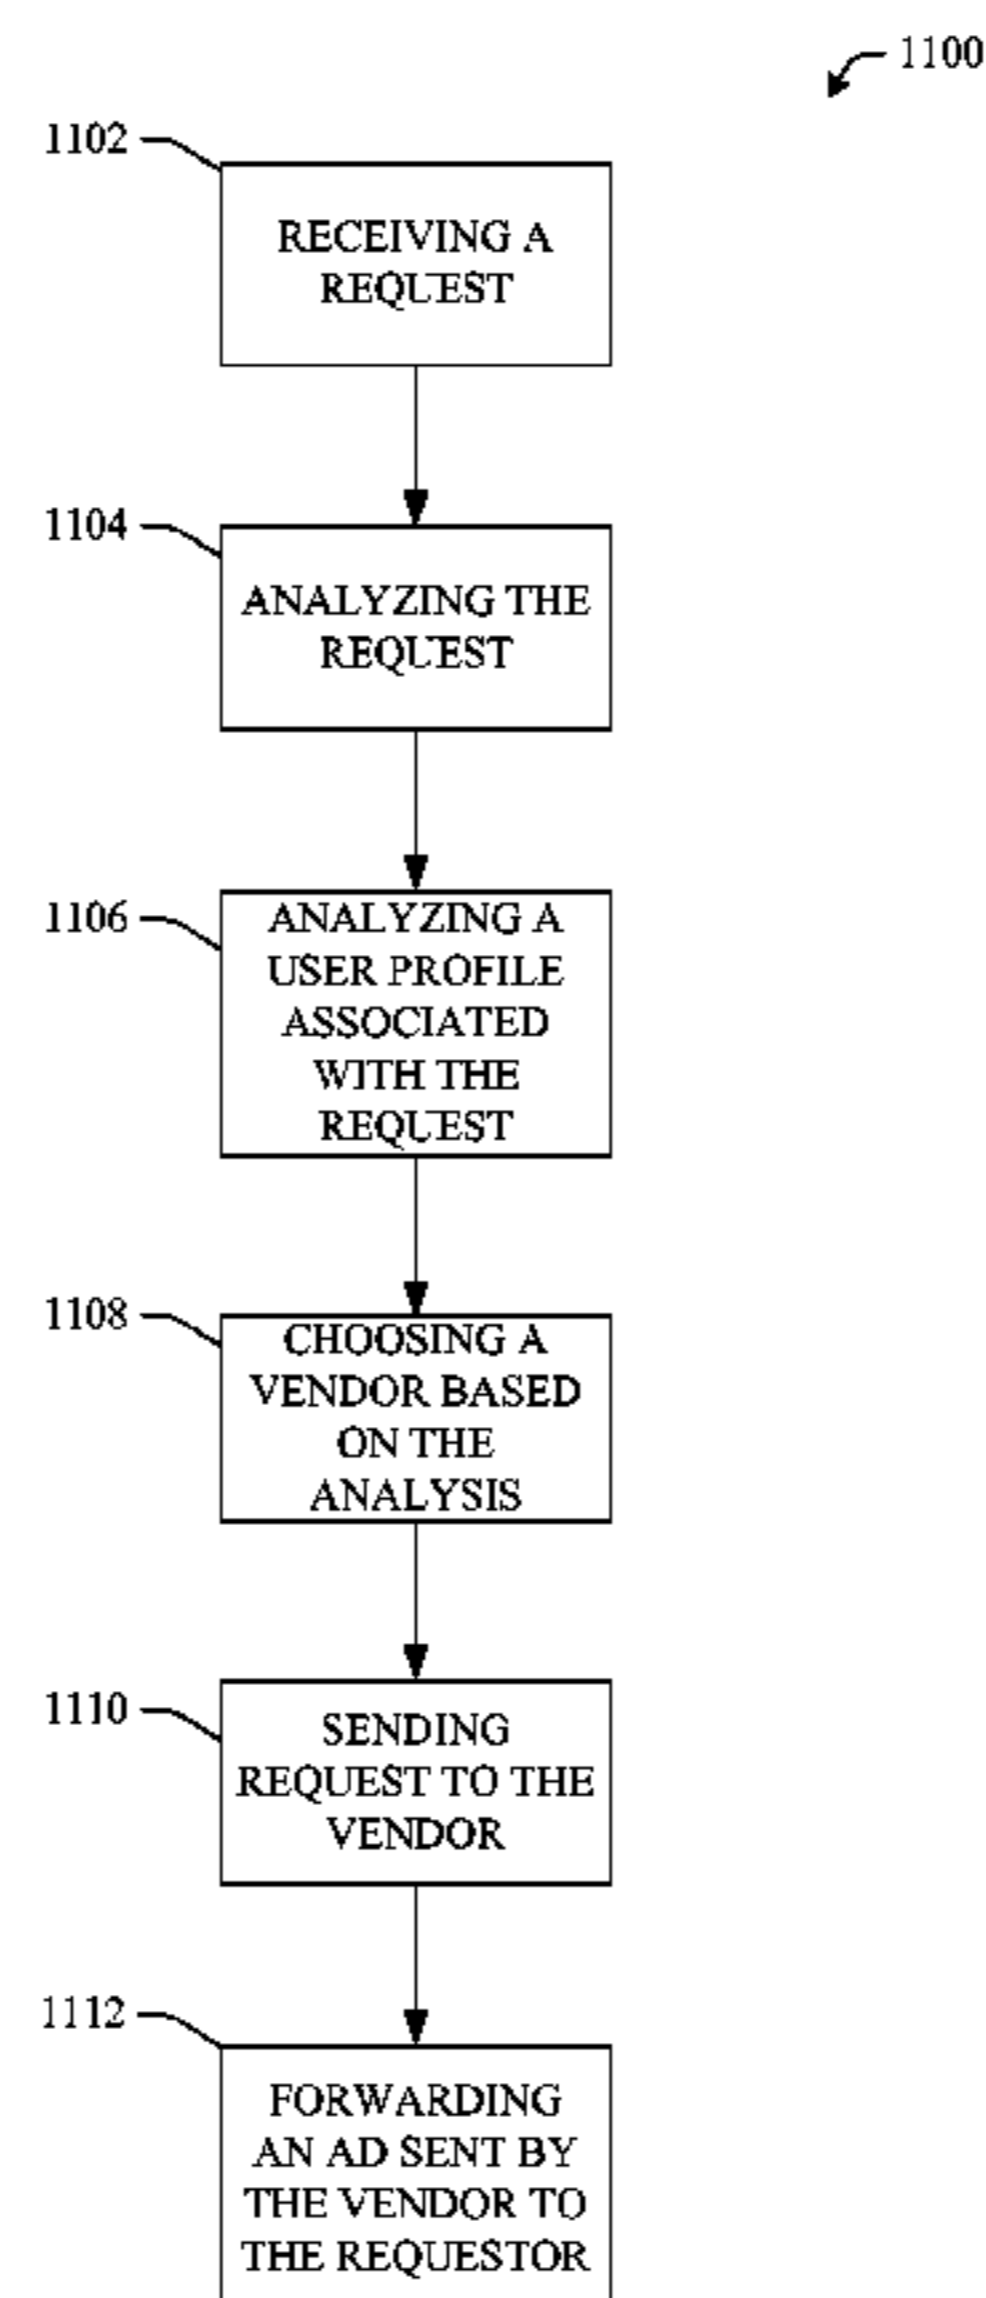 1100
1102
RECEIVING A
REQUEST
1104
ANALYZING THE
REQUEST
1106
ANALYZING A
USER PROFILE
ASSOCIATED
WITH THE
REQUEST
1108
CHOOSING A
VENDOR BASED
ON THE
ANALYSIS
1110
SENDING
REQUEST TO THE
VENDOR
1112
FORWARDING
AN AD SENT BY
THE VENDOR TO
THE REQUESTOR